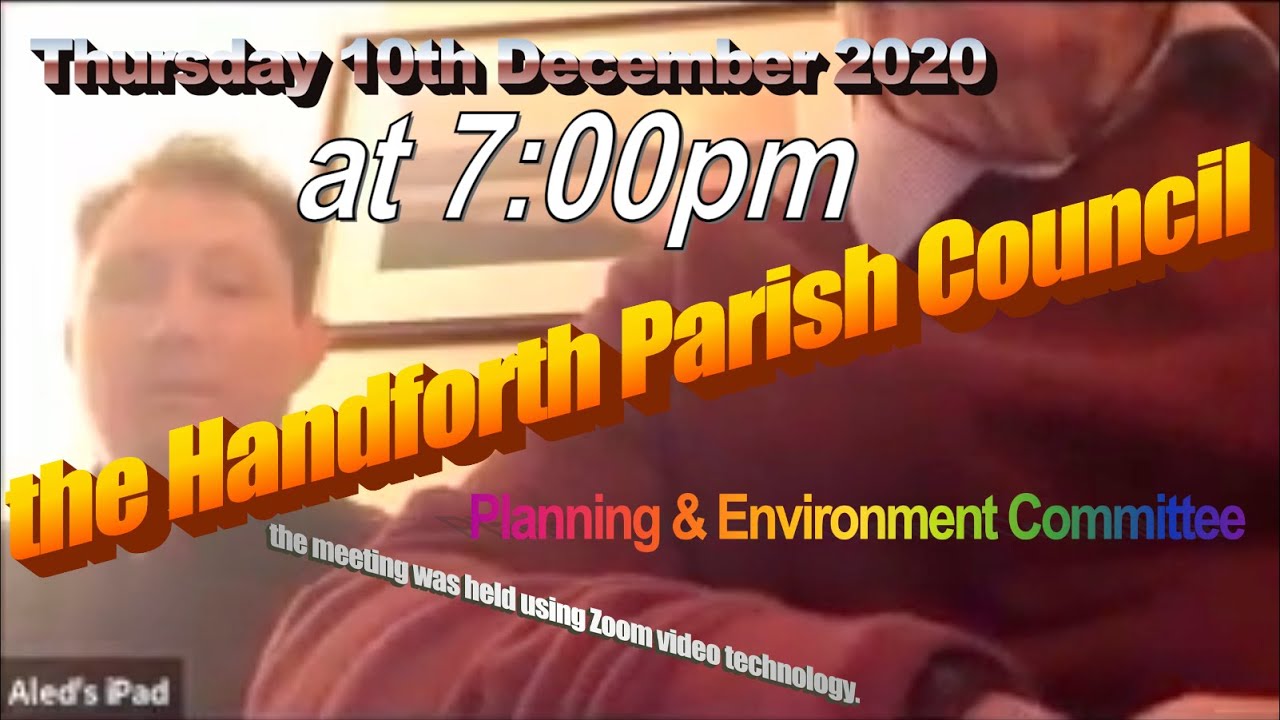 Thursday 10th December 2020
at 7:00pm
the Handforth Parish Council
Planning & Environment Committee
the meeting was held using Zoom video technology.
Aled's iPad